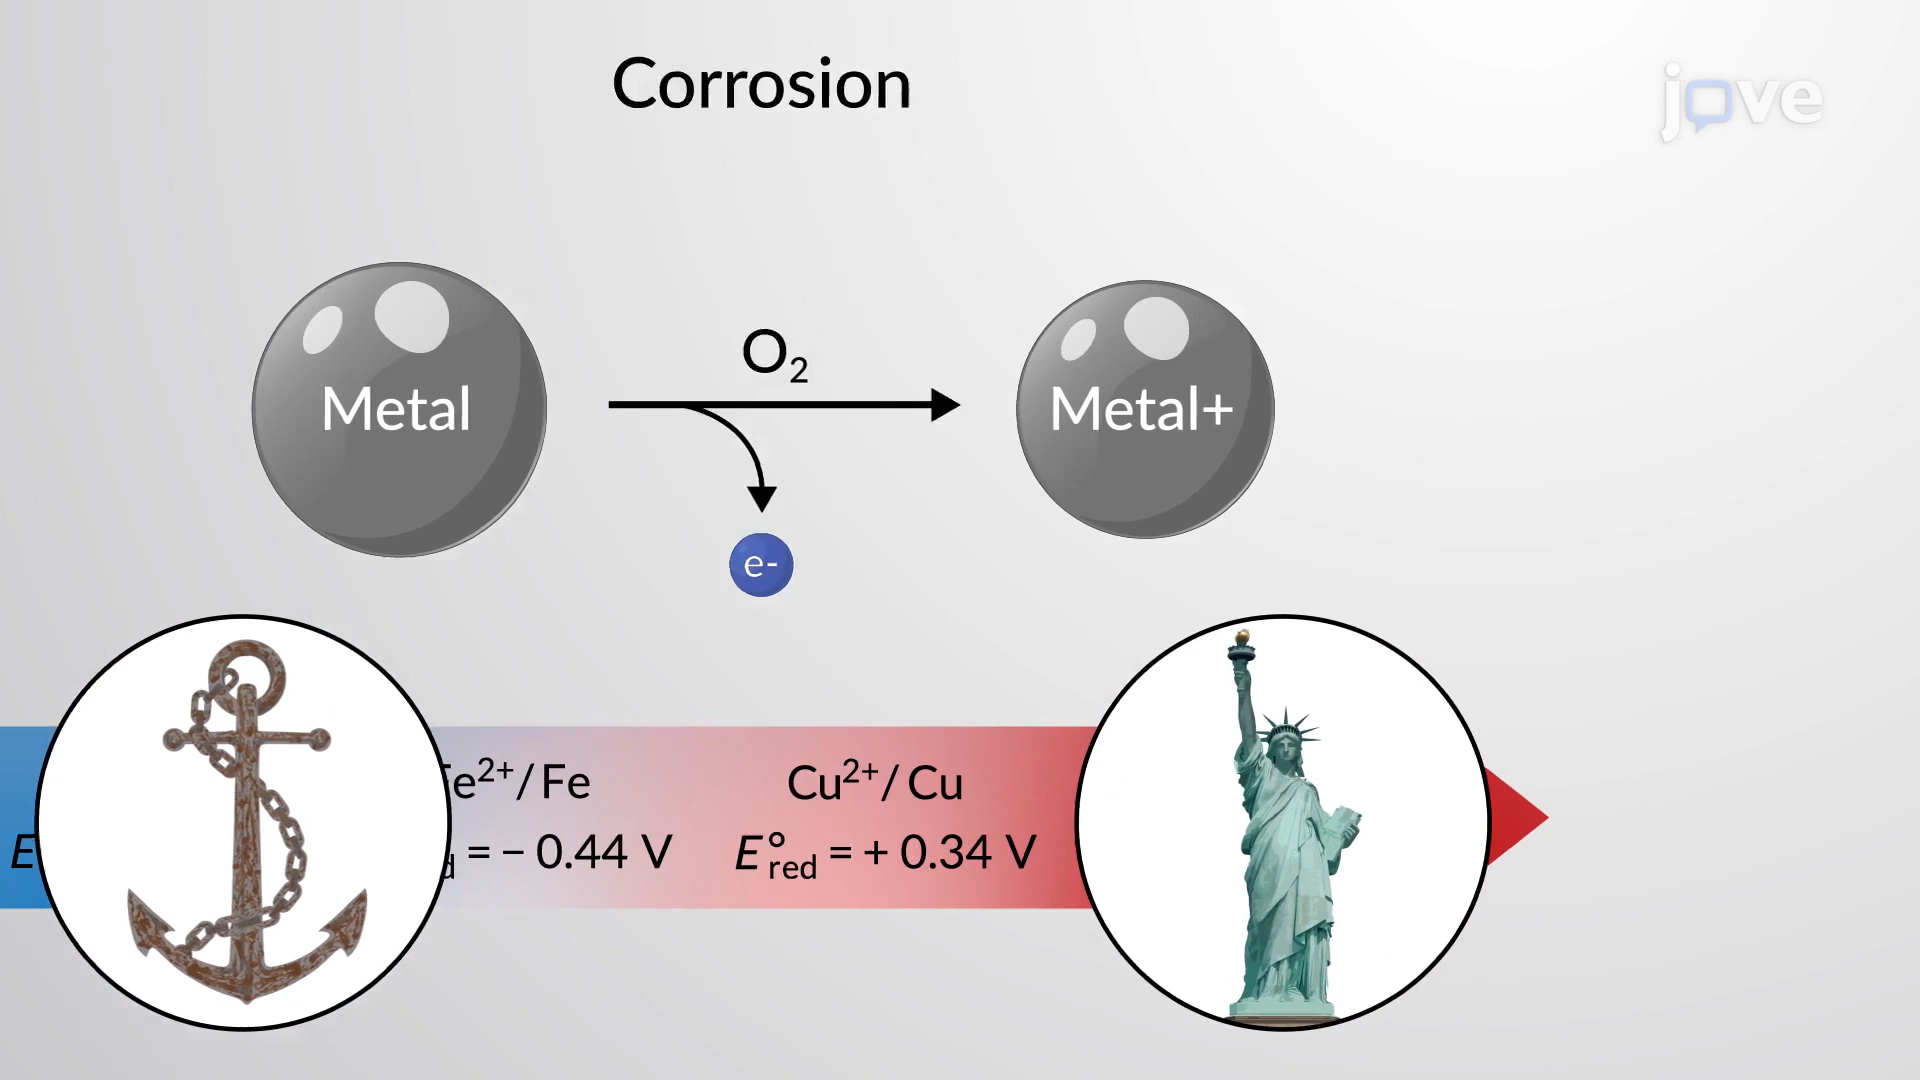 Corrosion
jove
O₂
Metal
Metal+
e-
e²⁺/ Fe
Cu²⁺/ Cu
E
d = − 0.44 V
E°red = + 0.34 V